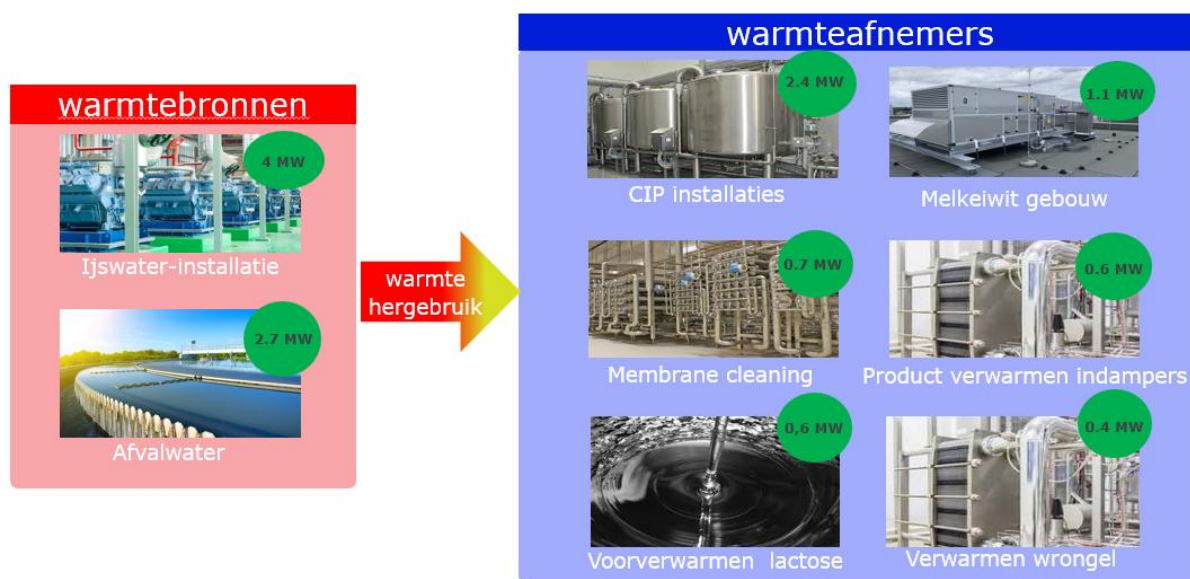 warmtebronnen
4 MW
Ijswater-installatie
2.7 MW
Afvalwater
warmte
hergebruik
warmteafnemers
2.4 MW
CIP installaties
1.1 MW
Melkeiwit gebouw
0.7 MW
Membrane cleaning
0.6 MW
Product verwarmen indampers
0,6 MW
Voorverwarmen lactose
0.4 MW
Verwarmen wrongel